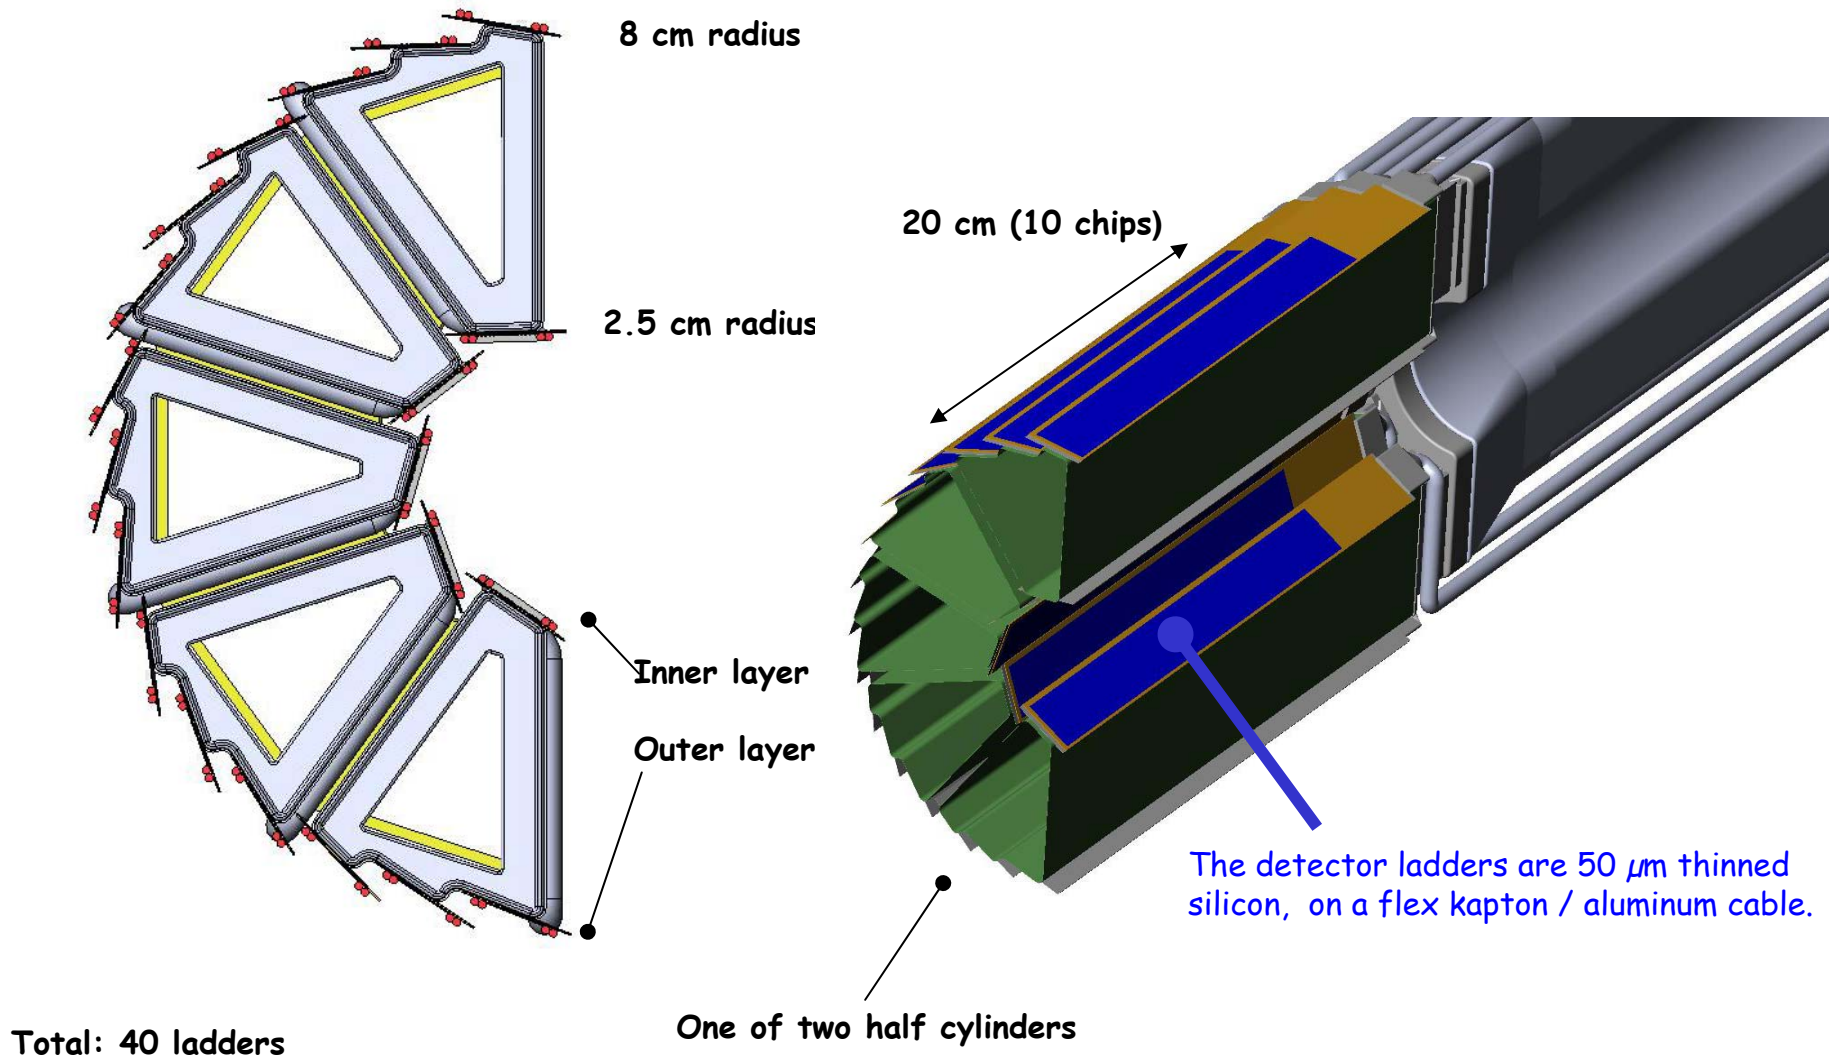 8 cm radius
20 cm (10 chips)
2.5 cm radius
Inner layer
Outer layer
The detector ladders are 50 µm thinned
silicon, on a flex kapton / aluminum cable.
One of two half cylinders
Total: 40 ladders